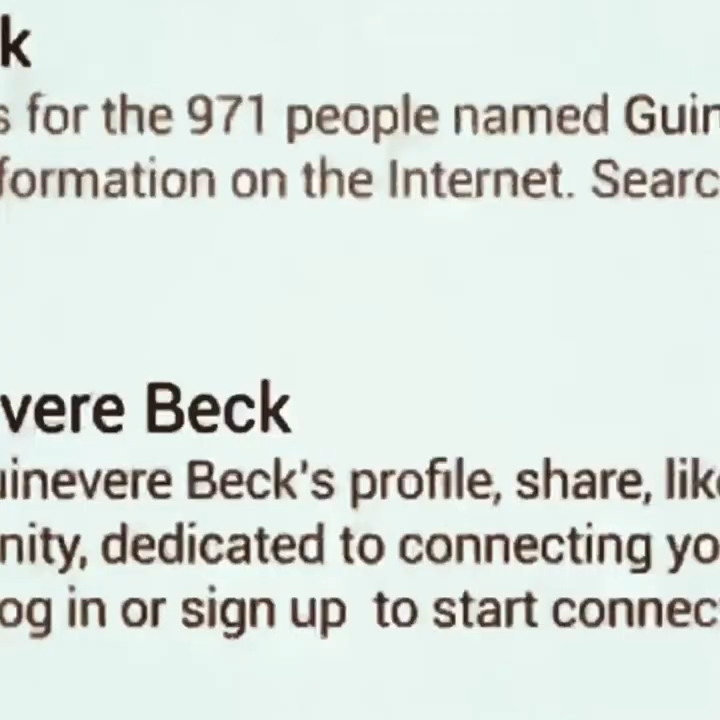 k
s for the 971 people named Guin
formation on the Internet. Searc
vere Beck
uinevere Beck's profile, share, like
nity, dedicated to connecting yo
og in or sign up to start connec